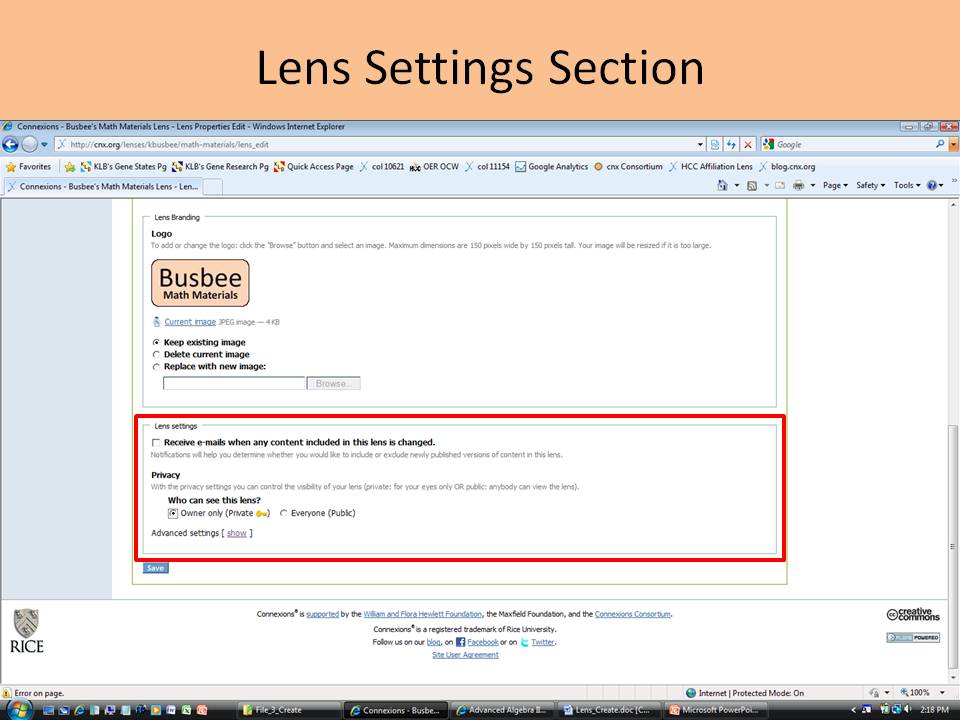 Lens Settings Section
Connexions - Busbee's Math Materials Lens - Lens Properties Edit - Windows Internet Explorer
http://cnx.org/lenses/kbusbee/math-materials/lens_edit
Google
Favorites KLB's Gene States Pg KLB's Gene Research Pg Quick Access Page col 10621 OER OCW col 11154 Google Analytics cnx Consortium HCC Affiliation Lens blog.cnx.org
Connexions - Busbee's Math Materials Lens - Len...
Page Safety Tools
Lens Branding
Logo
To add or change the logo: click the "Browse" button and select an image. Maximum dimensions are 150 pixels wide by 150 pixels tall. Your image will be resized if it is too large.
Busbee
Math Materials
Current image JPEG image — 4 KB
Keep existing image
Delete current image
Replace with new image:
Browse...
Lens settings
Receive e-mails when any content included in this lens is changed.
Notifications will help you determine whether you would like to include or exclude newly published versions of content in this lens.
Privacy
With the privacy settings you can control the visibility of your lens (private: for your eyes only OR public: anybody can view the lens).
Who can see this lens?
Owner only (Private ) Everyone (Public)
Advanced settings [ show ]
Save
Connexions® is supported by the William and Flora Hewlett Foundation, the Maxfield Foundation, and the Connexions Consortium.
Connexions® is a registered trademark of Rice University.
Follow us on our blog, on Facebook or on Twitter.
Site User Agreement
RICE
cc creative commons
PLONE POWERED
Error on page.
Internet | Protected Mode: On
100%
File_3_Create
Connexions - Busbe...
Advanced Algebra II...
Lens_Create.doc [C...
Microsoft PowerPoi...
2:18 PM